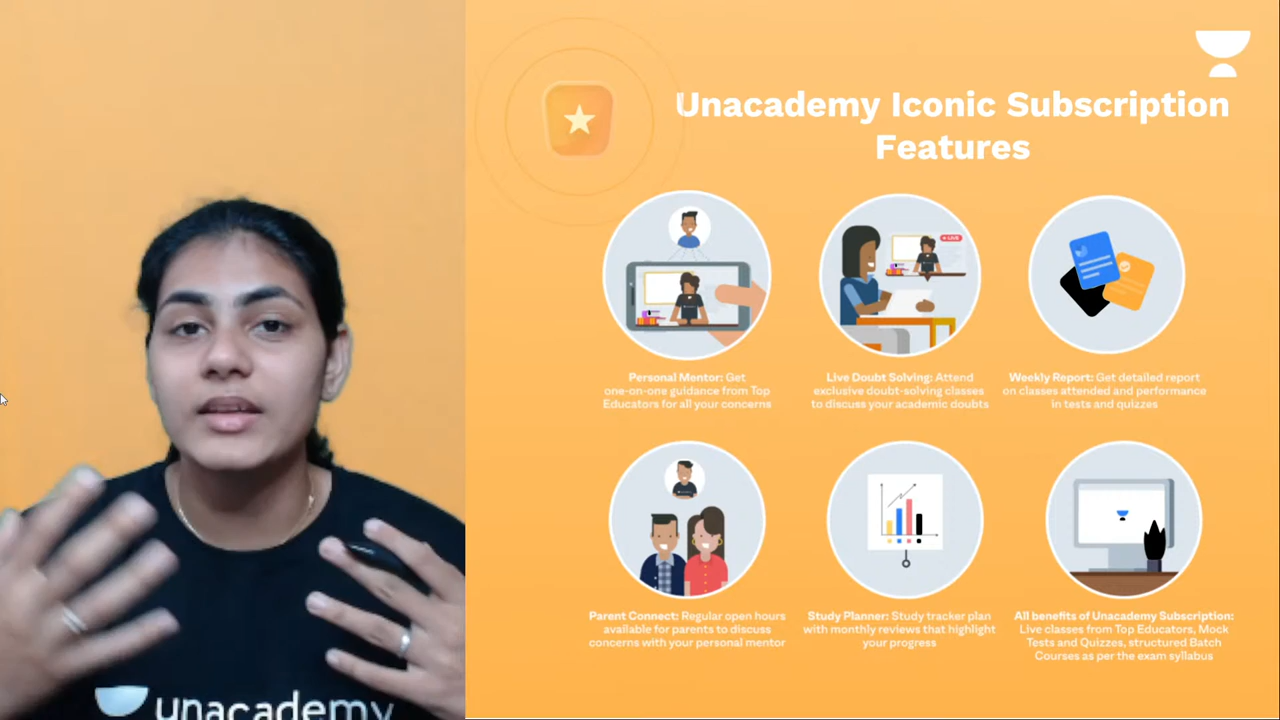 Unacademy Iconic Subscription
Features
LIVE
Personal Mentor: Get
one-on-one guidance from Top
Educators for all your concerns
Live Doubt Solving: Attend
exclusive doubt-solving classes
to discuss your academic doubts
Weekly Report: Get detailed report
on classes attended and performance
in tests and quizzes
Parent Connect: Regular open hours
available for parents to discuss
concerns with your personal mentor
Study Planner: Study tracker plan
with monthly reviews that highlight
your progress
All benefits of Unacademy Subscription:
Live classes from Top Educators, Mock
Tests and Quizzes, structured Batch
Courses as per the exam syllabus
unacademy